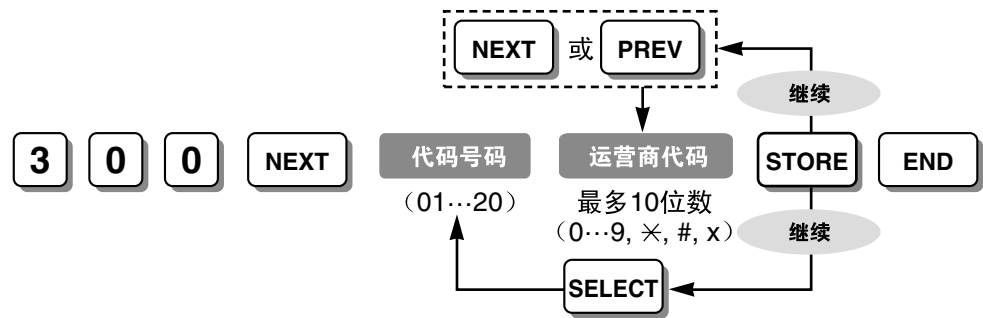 NEXT 或 PREV
继续
3 0 0 NEXT 代码号码 运营商代码 STORE END
（01…20） 最多10位数
（0…9, ✳, #, x） 继续
SELECT